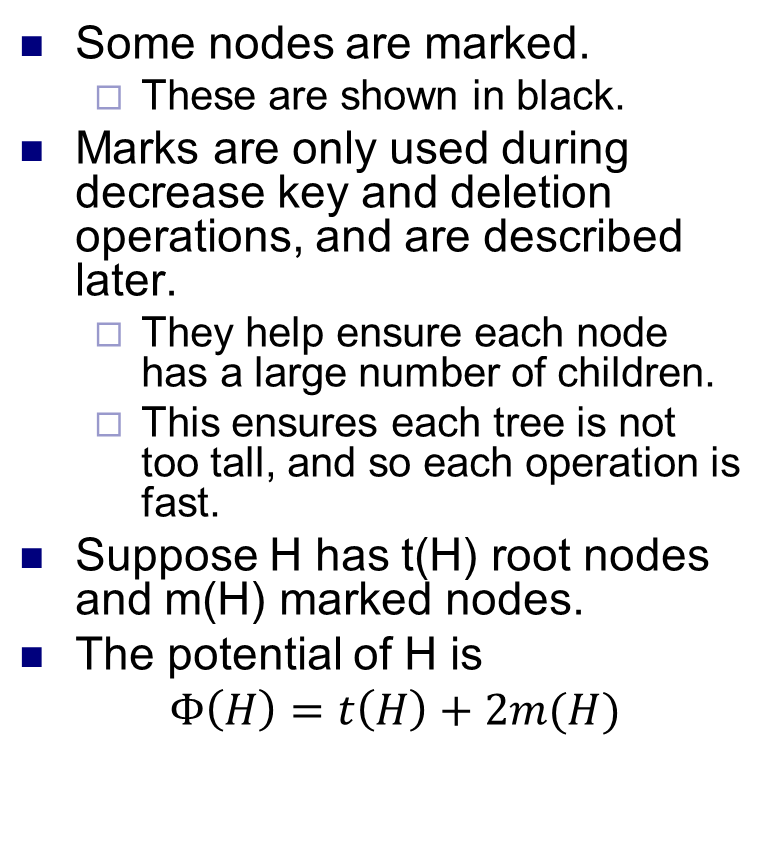 Some nodes are marked.
These are shown in black.
Marks are only used during
decrease key and deletion
operations, and are described
later.
They help ensure each node
has a large number of children.
This ensures each tree is not
too tall, and so each operation is
fast.
Suppose H has t(H) root nodes
and m(H) marked nodes.
The potential of H is
Φ(H) = t(H) + 2m(H)